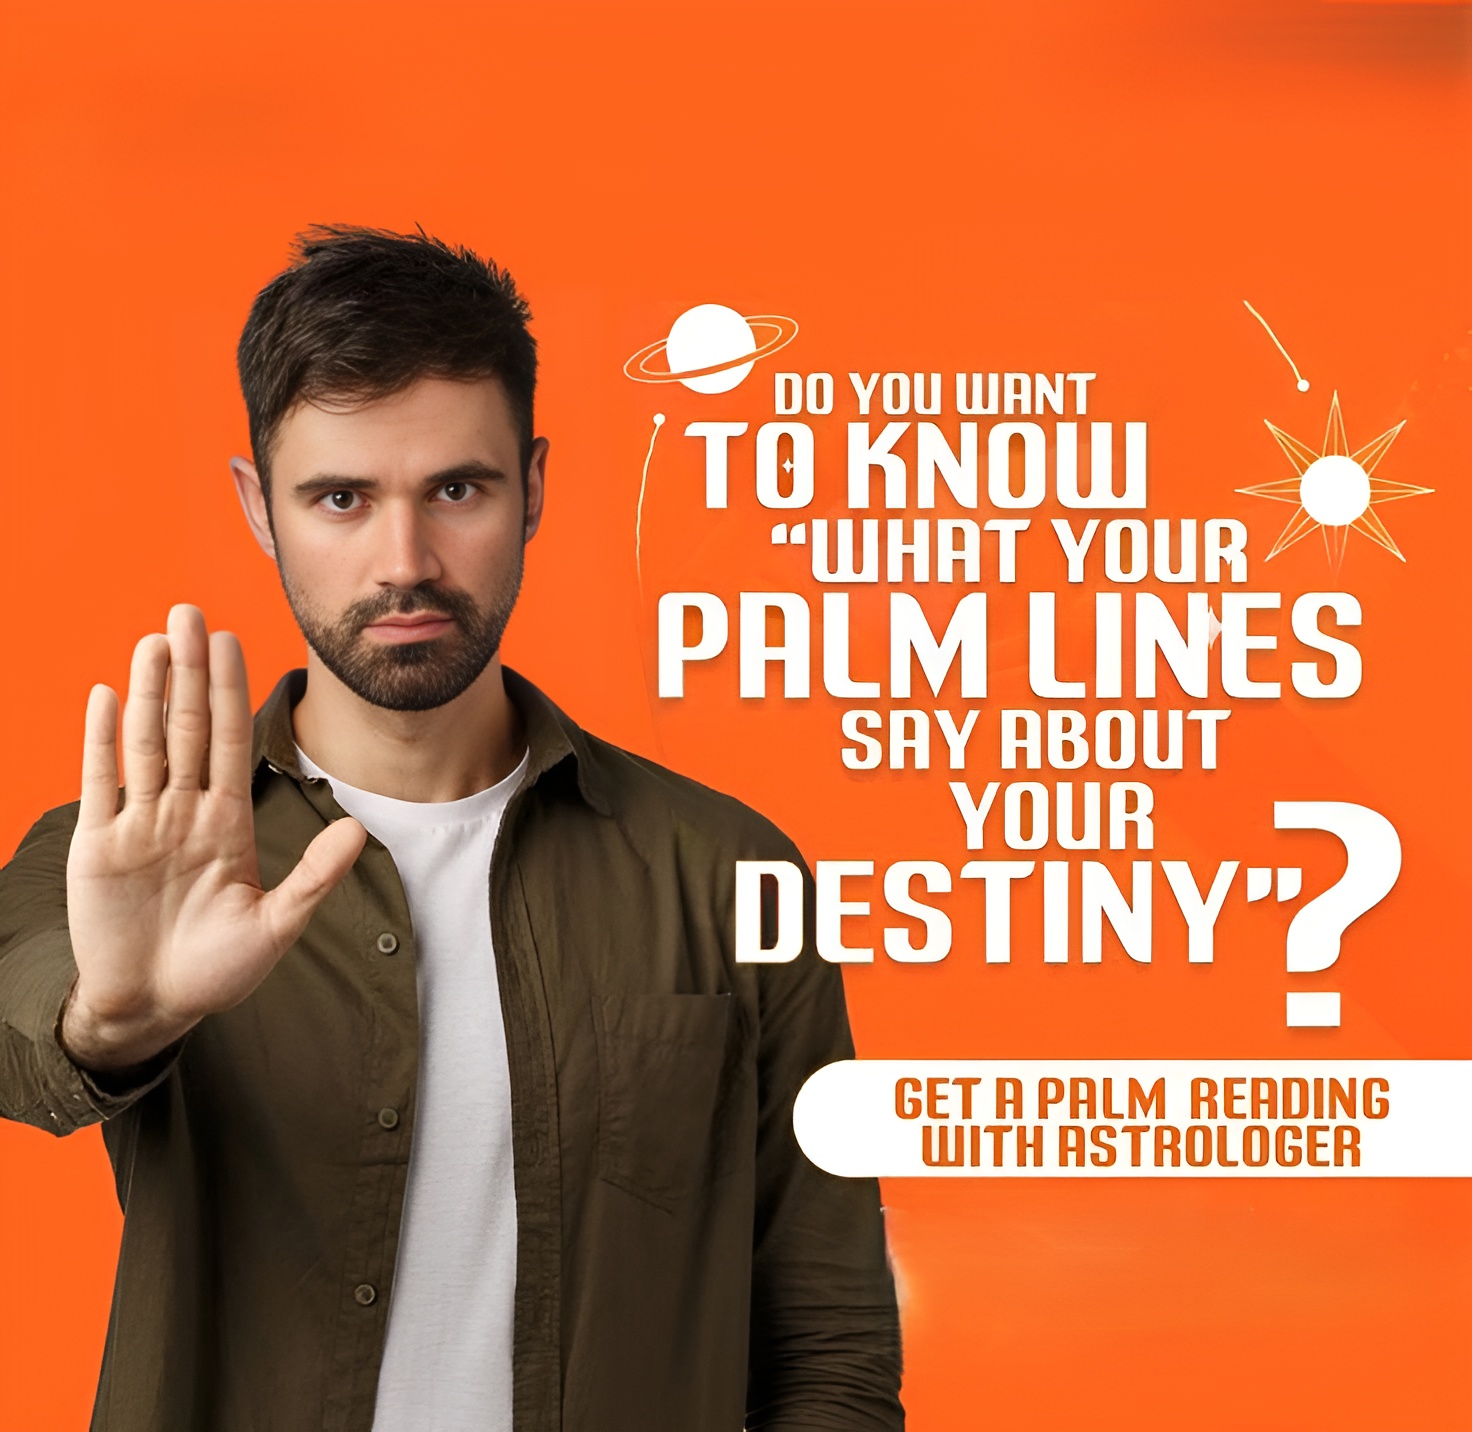 DO YOU WANT
TO KNOW
“WHAT YOUR
PALM LINES
SAY ABOUT
YOUR
DESTINY”?
GET A PALM READING
WITH ASTROLOGER